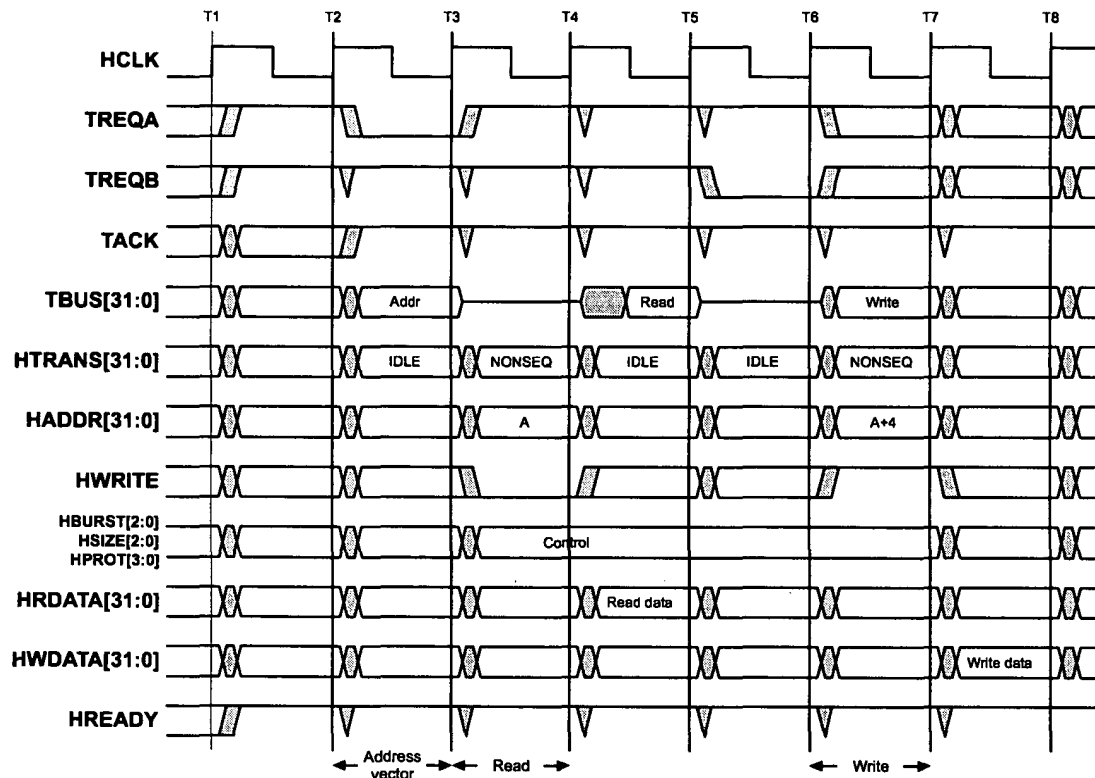 T1 T2 T3 T4 T5 T6 T7 T8
HCLK
TREQA
TREQB
TACK
TBUS[31:0] Addr Read Write
HTRANS[31:0] IDLE NONSEQ IDLE IDLE NONSEQ
HADDR[31:0] A A+4
HWRITE
HBURST[2:0]
HSIZE[2:0] Control
HPROT[3:0]
HRDATA[31:0] Read data
HWDATA[31:0] Write data
HREADY
Address
vector Read Write